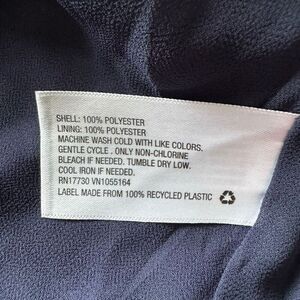 SHELL: 100% POLYESTER
LINING: 100% POLYESTER
MACHINE WASH COLD WITH LIKE COLORS.
GENTLE CYCLE . ONLY NON-CHLORINE
BLEACH IF NEEDED. TUMBLE DRY LOW.
COOL IRON IF NEEDED.
RN17730 VN1055164
LABEL MADE FROM 100% RECYCLED PLASTIC